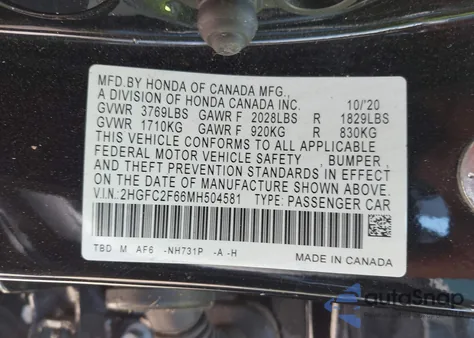 MFD BY HONDA OF CANADA MFG.,
A DIVISION OF HONDA CANADA INC. 10/'20
GVWR 3769LBS GAWR F 2028LBS R 1829LBS
GVWR 1710KG GAWR F 920KG R 830KG
THIS VEHICLE CONFORMS TO ALL APPLICABLE
FEDERAL MOTOR VEHICLE SAFETY , BUMPER ,
AND THEFT PREVENTION STANDARDS IN EFFECT
ON THE DATE OF MANUFACTURE SHOWN ABOVE.
V.I.N.:2HGFC2F66MH504581 TYPE: PASSENGER CAR
TBD M AF6 -NH731P -A -H
MADE IN CANADA
autoSnap